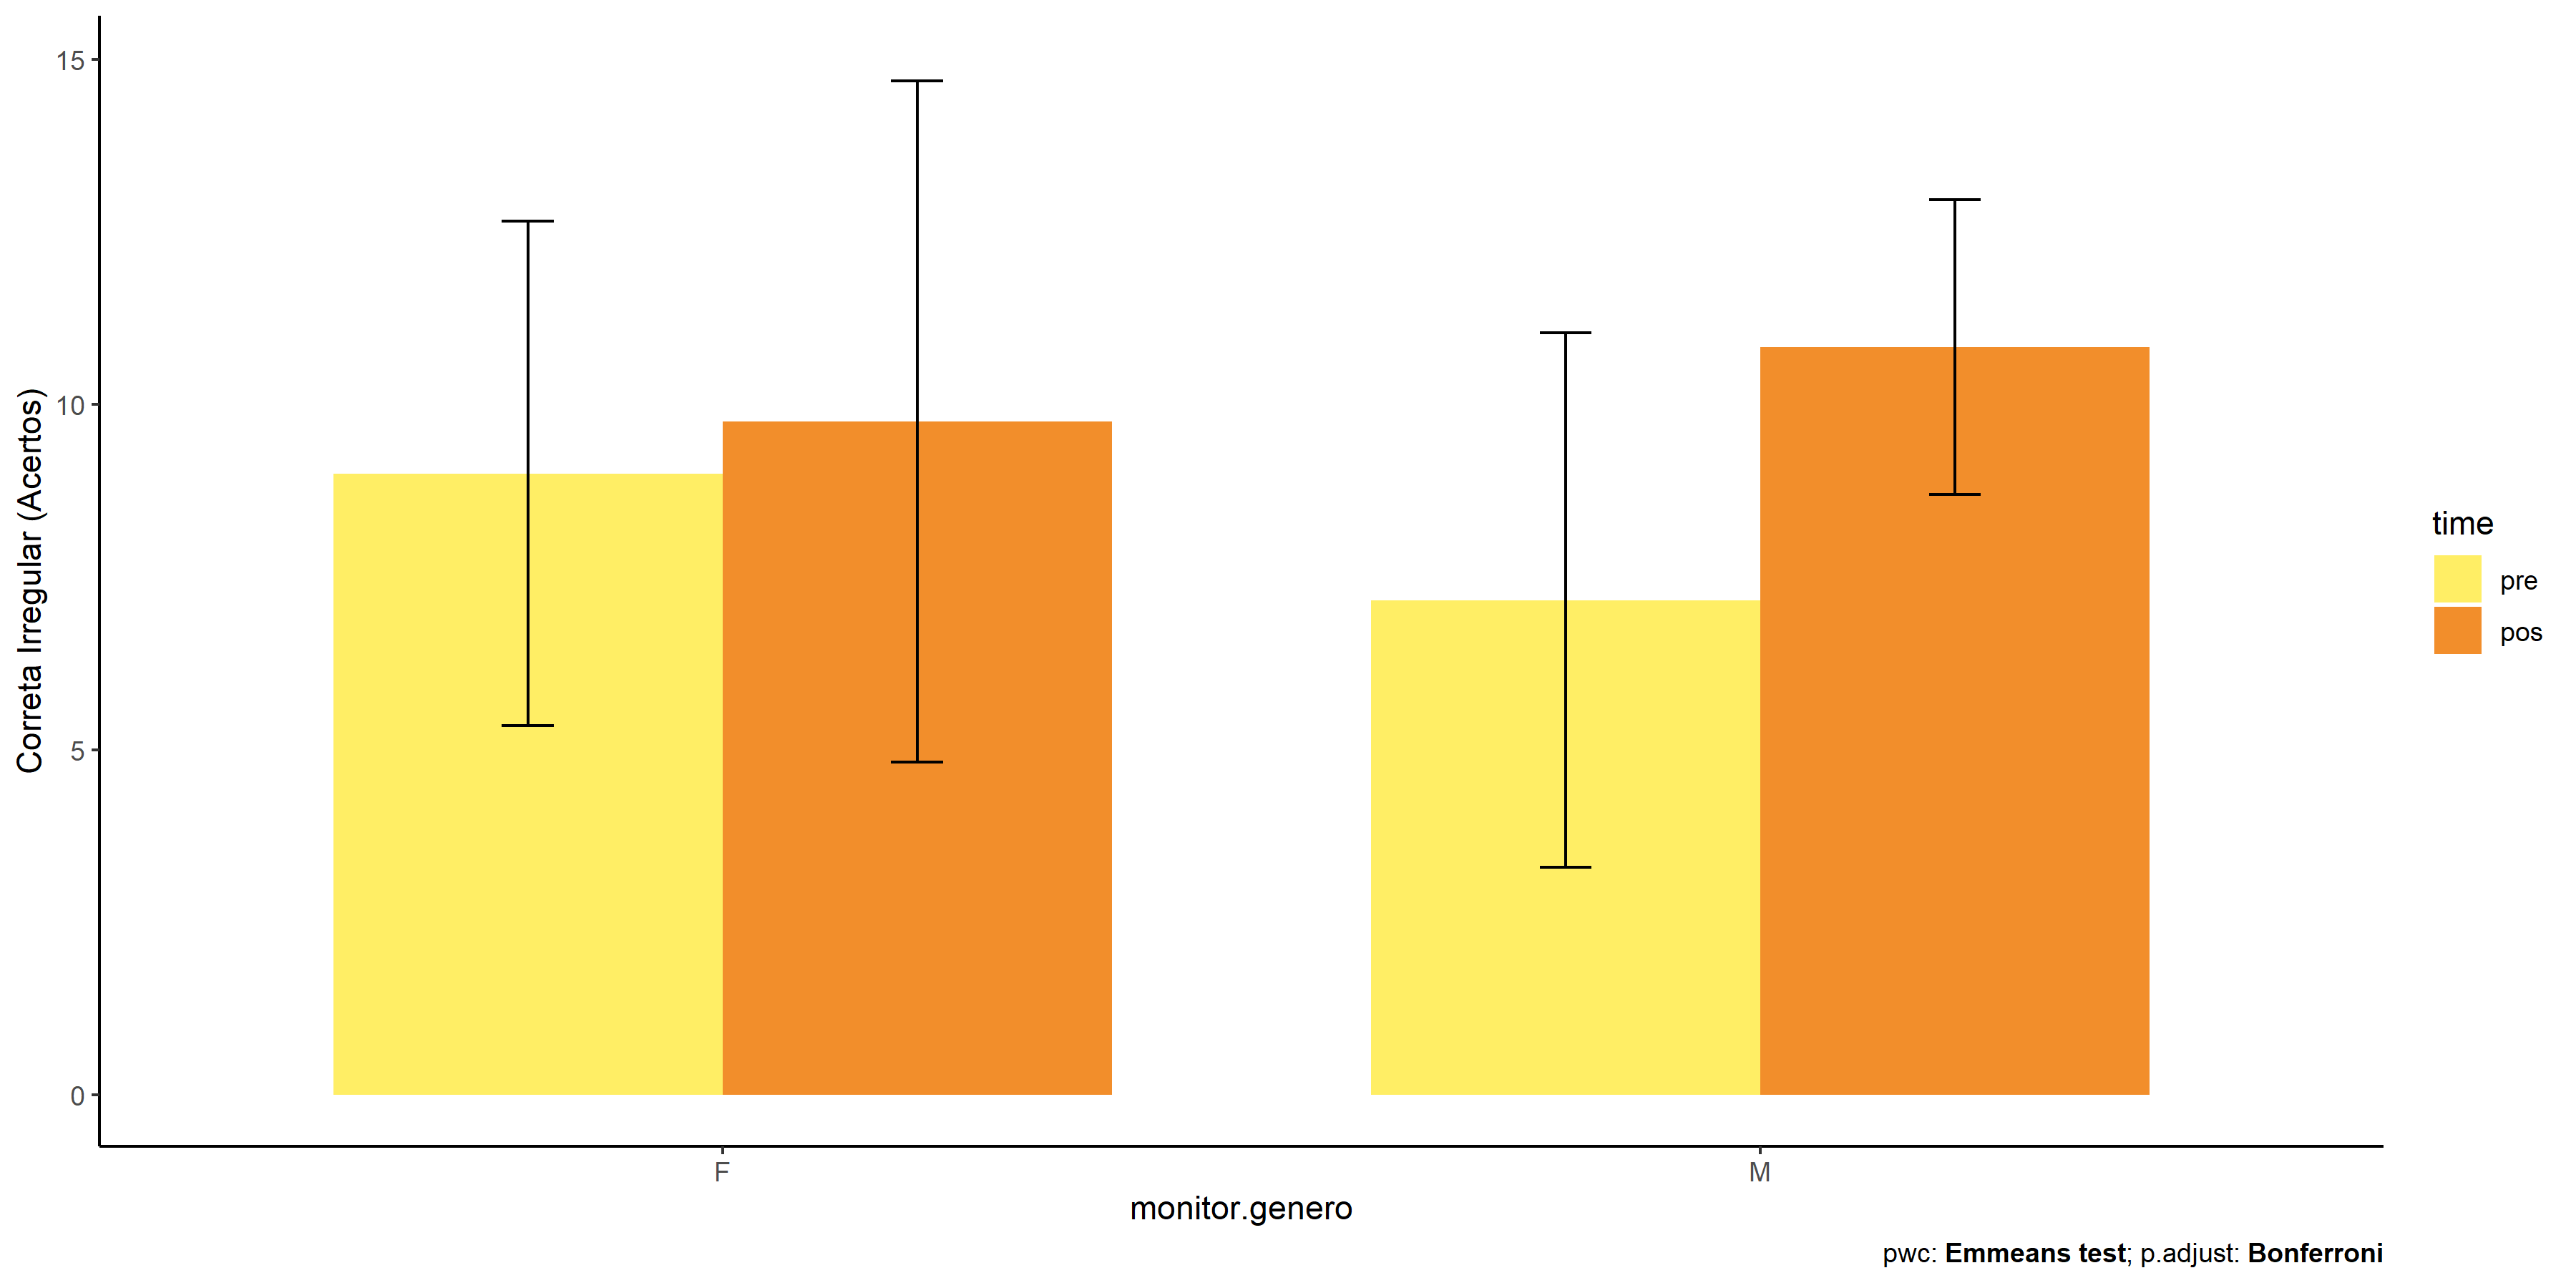 15
10
5
0
Correta Irregular (Acertos)
F
M
monitor.genero
time
pre
pos
pwc: Emmeans test; p.adjust: Bonferroni